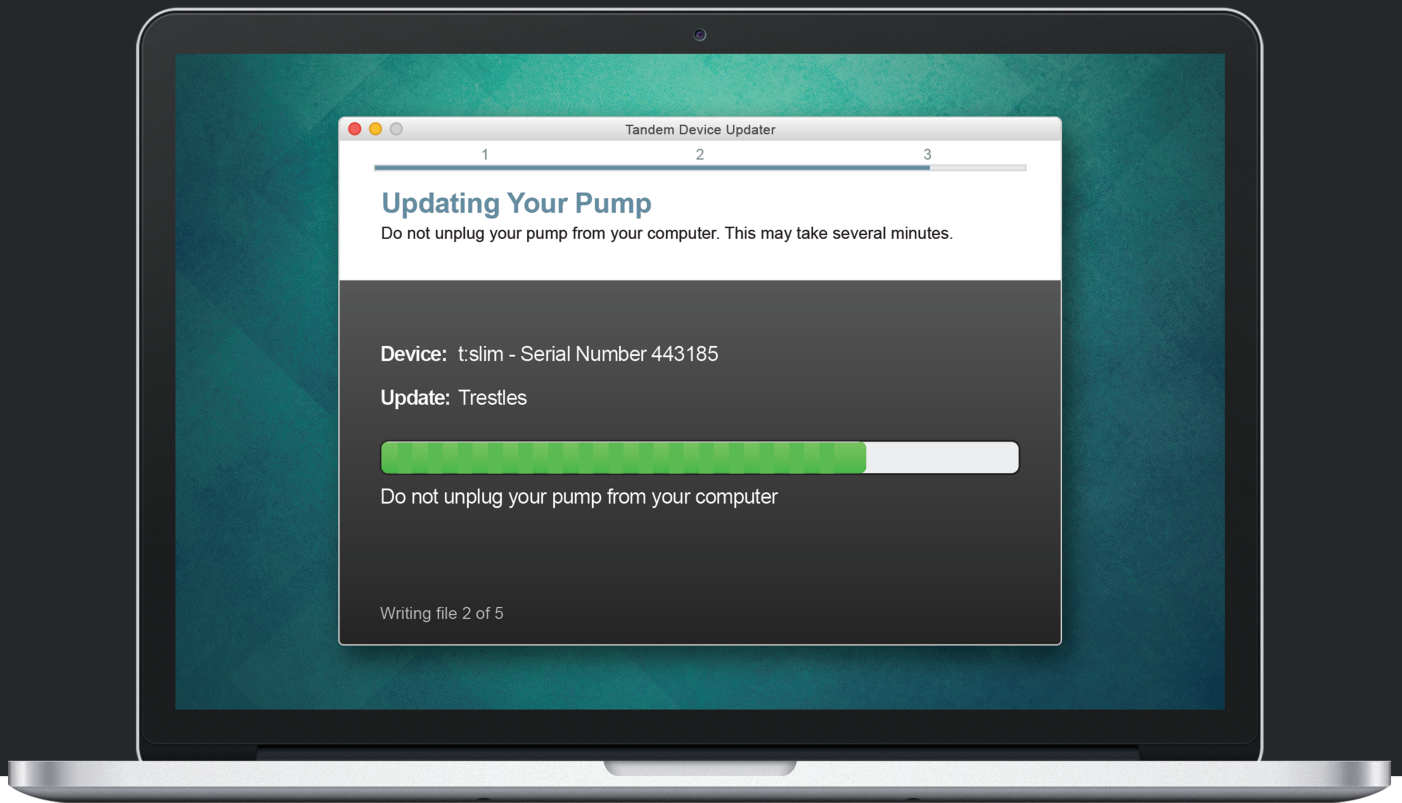 Tandem Device Updater
1 2 3
Updating Your Pump
Do not unplug your pump from your computer. This may take several minutes.
Device: t:slim - Serial Number 443185
Update: Trestles
Do not unplug your pump from your computer
Writing file 2 of 5